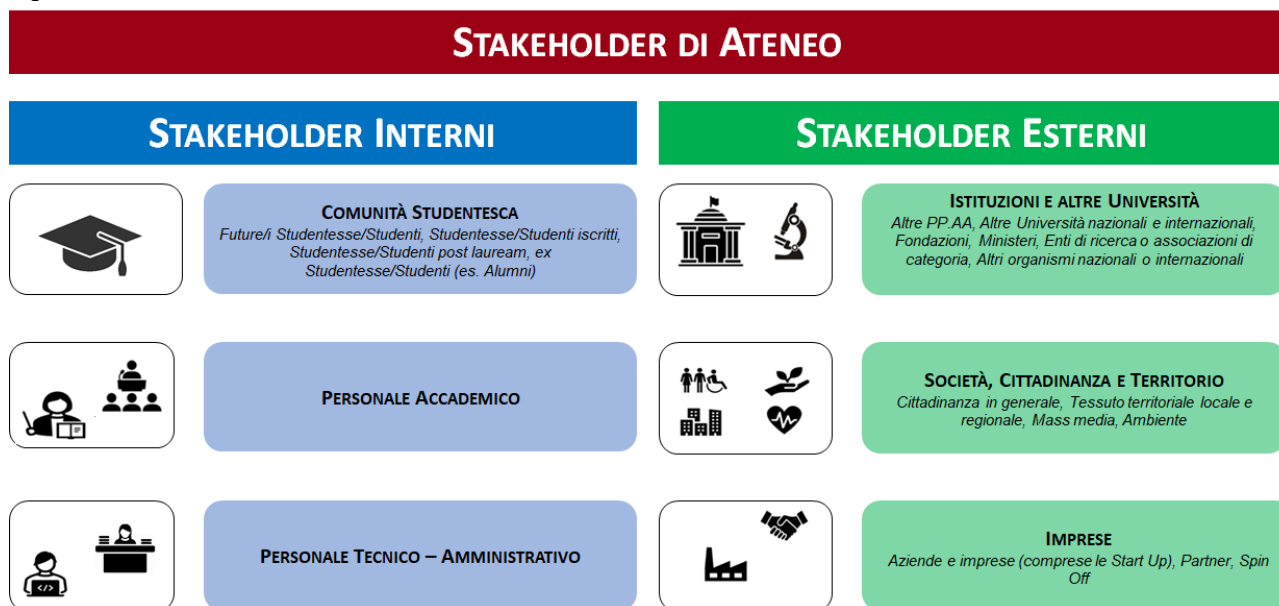 STAKEHOLDER DI ATENEO
STAKEHOLDER INTERNI
COMUNITÀ STUDENTESCA
Future/i Studentesse/Studenti, Studentesse/Studenti iscritti,
Studentesse/Studenti post lauream, ex
Studentesse/Studenti (es. Alumni)
PERSONALE ACCADEMICO
PERSONALE TECNICO – AMMINISTRATIVO
STAKEHOLDER ESTERNI
ISTITUZIONI E ALTRE UNIVERSITÀ
Altre PP.AA, Altre Università nazionali e internazionali,
Fondazioni, Ministeri, Enti di ricerca o associazioni di
categoria, Altri organismi nazionali o internazionali
SOCIETÀ, CITTADINANZA E TERRITORIO
Cittadinanza in generale, Tessuto territoriale locale e
regionale, Mass media, Ambiente
IMPRESE
Aziende e imprese (comprese le Start Up), Partner, Spin
Off